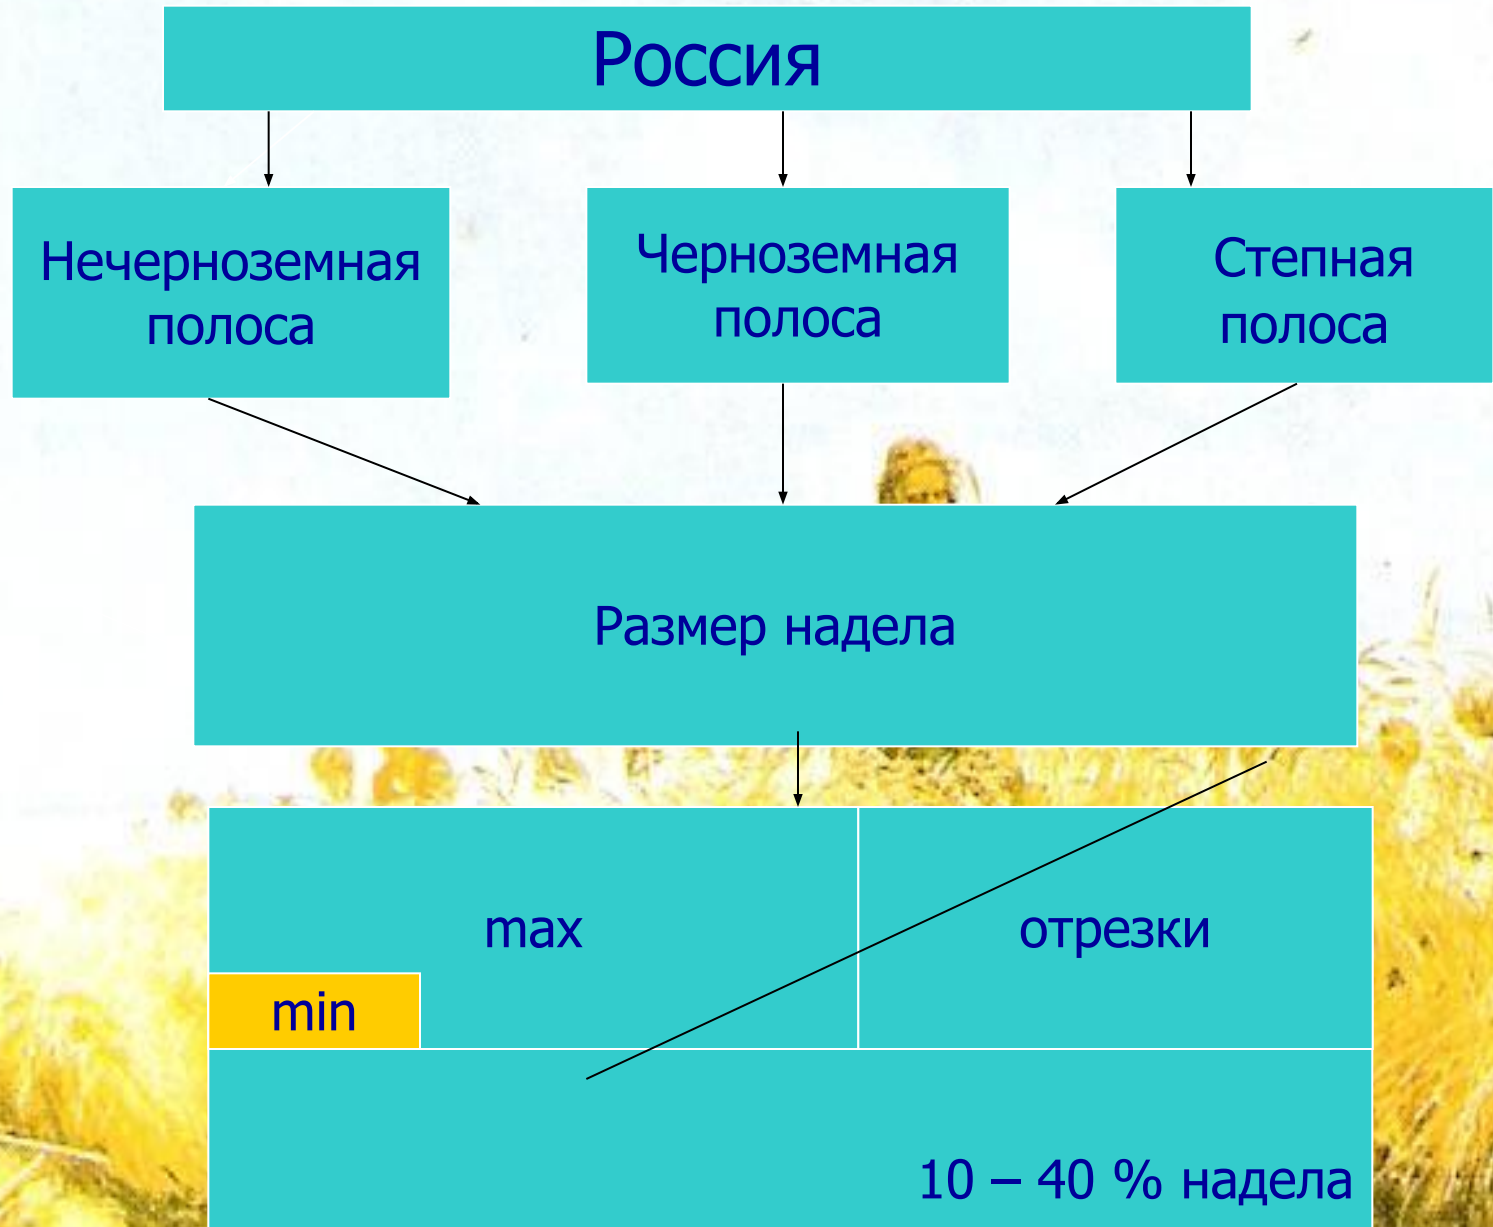 Россия
Нечерноземная
полоса
Черноземная
полоса
Степная
полоса
Размер надела
max
отрезки
min
10 – 40 % надела